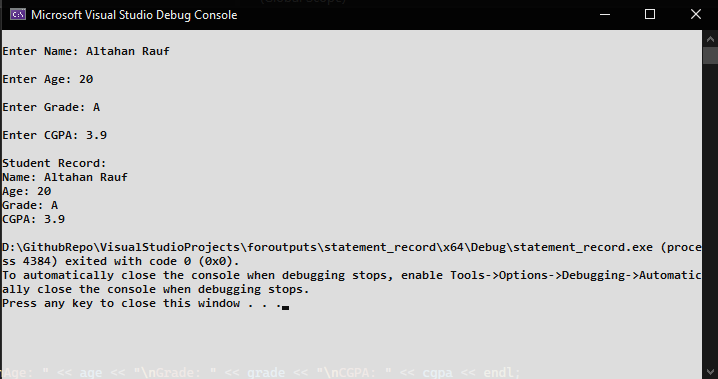 Microsoft Visual Studio Debug Console
Enter Name: Altahan Rauf
Enter Age: 20
Enter Grade: A
Enter CGPA: 3.9
Student Record:
Name: Altahan Rauf
Age: 20
Grade: A
CGPA: 3.9
D:\GithubRepo\VisualStudioProjects\foroutputs\statement_record\x64\Debug\statement_record.exe (proce
ss 4384) exited with code 0 (0x0).
To automatically close the console when debugging stops, enable Tools->Options->Debugging->Automatic
ally close the console when debugging stops.
Press any key to close this window . . .
Age: " << age << "\nGrade: " << grade << "\nCGPA: " << cgpa << endl;